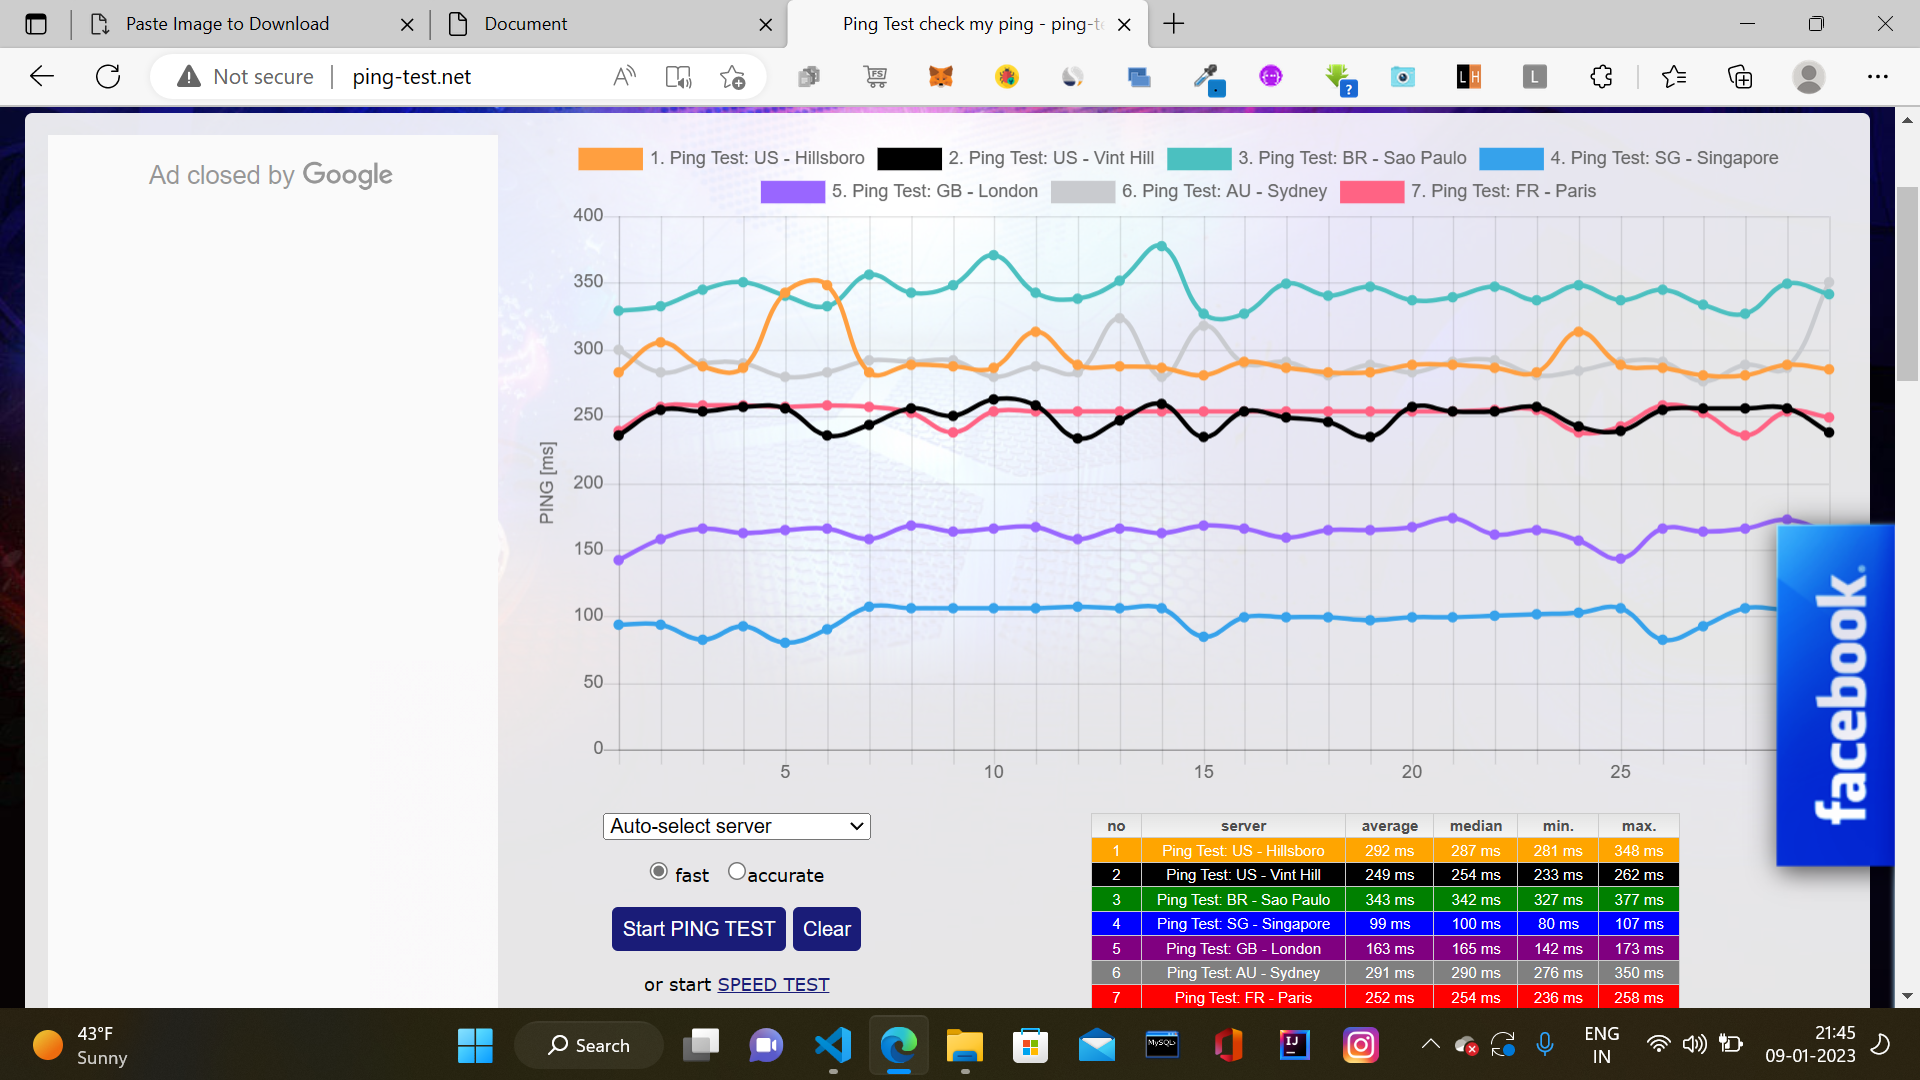 Paste Image to Download
Document
Ping Test check my ping - ping-te
Not secure
ping-test.net
Ad closed by Google
1. Ping Test: US - Hillsboro
2. Ping Test: US - Vint Hill
3. Ping Test: BR - Sao Paulo
4. Ping Test: SG - Singapore
5. Ping Test: GB - London
6. Ping Test: AU - Sydney
7. Ping Test: FR - Paris
400
350
300
250
200
150
100
50
0
PING [ms]
5 10 15 20 25
facebook
Auto-select server
fast accurate
Start PING TEST Clear
or start SPEED TEST
no server average median min. max.
1 Ping Test: US - Hillsboro 292 ms 287 ms 281 ms 348 ms
2 Ping Test: US - Vint Hill 249 ms 254 ms 233 ms 262 ms
3 Ping Test: BR - Sao Paulo 343 ms 342 ms 327 ms 377 ms
4 Ping Test: SG - Singapore 99 ms 100 ms 80 ms 107 ms
5 Ping Test: GB - London 163 ms 165 ms 142 ms 173 ms
6 Ping Test: AU - Sydney 291 ms 290 ms 276 ms 350 ms
7 Ping Test: FR - Paris 252 ms 254 ms 236 ms 258 ms
43°F
Sunny
Search
ENG
IN
21:45
09-01-2023